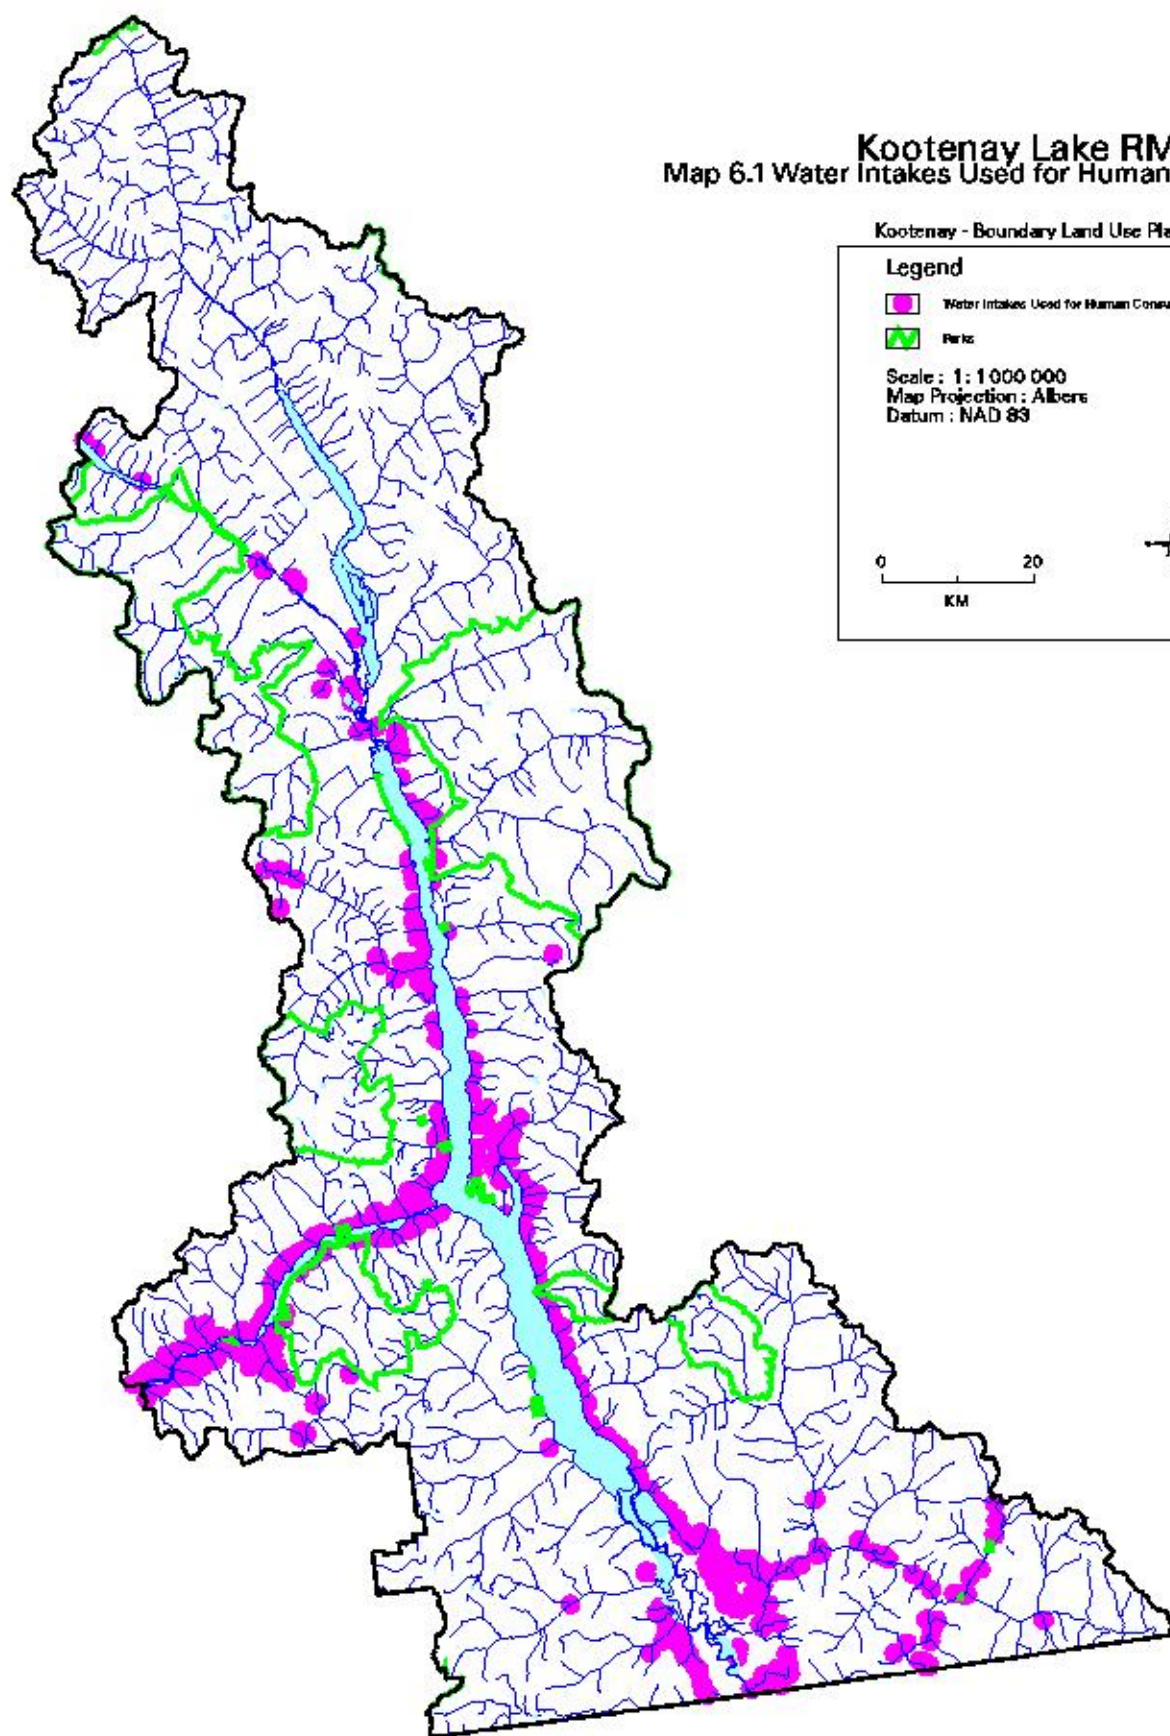 Kootenay Lake RM
Map 6.1 Water Intakes Used for Human
Kootenay - Boundary Land Use Pla
Legend
Water Intakes Used for Human Consu
Parks
Scale : 1: 1 000 000
Map Projection : Albers
Datum : NAD 83
0 20
KM